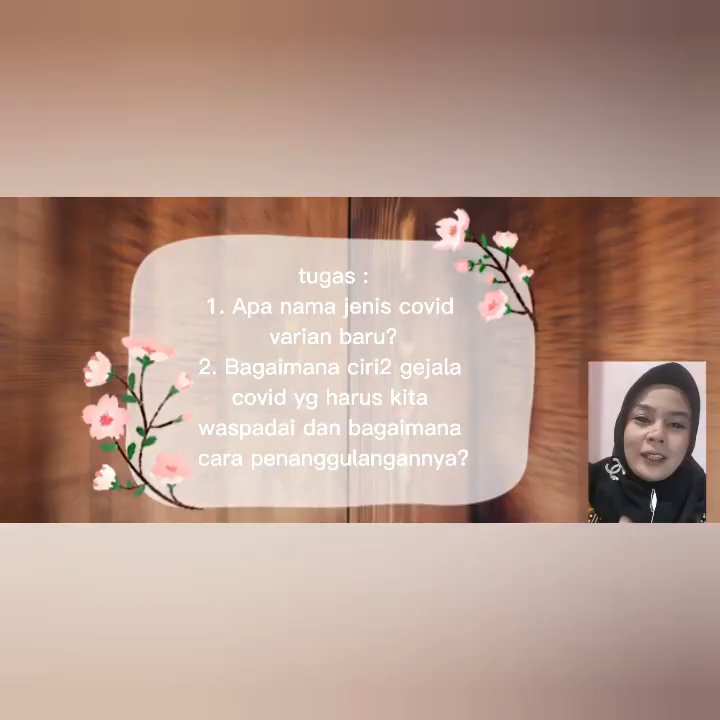 tugas :
1. Apa nama jenis covid
varian baru?
2. Bagaimana ciri2 gejala
covid yg harus kita
waspadai dan bagaimana
cara penanggulangannya?